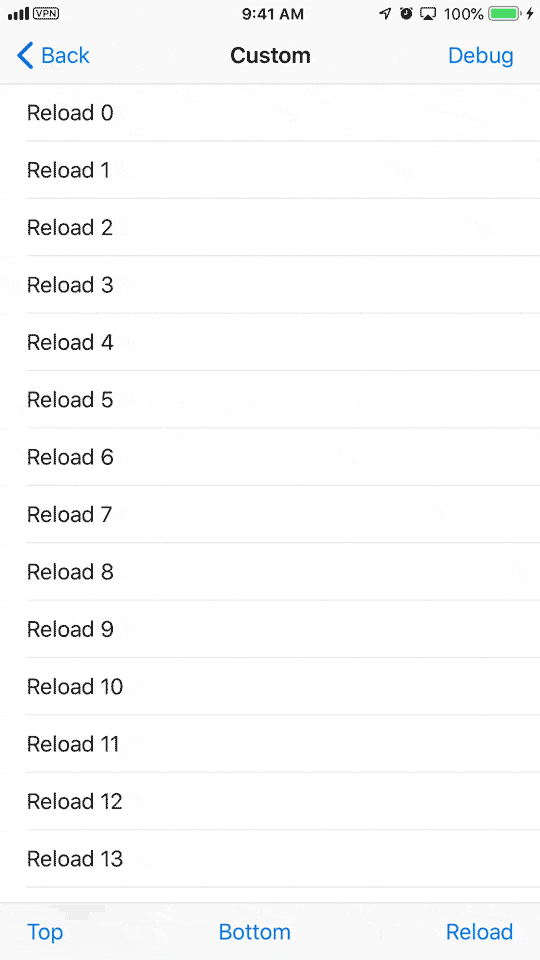 VPN 9:41 AM 100%
Back Custom Debug
Reload 0
Reload 1
Reload 2
Reload 3
Reload 4
Reload 5
Reload 6
Reload 7
Reload 8
Reload 9
Reload 10
Reload 11
Reload 12
Reload 13
Top Bottom Reload